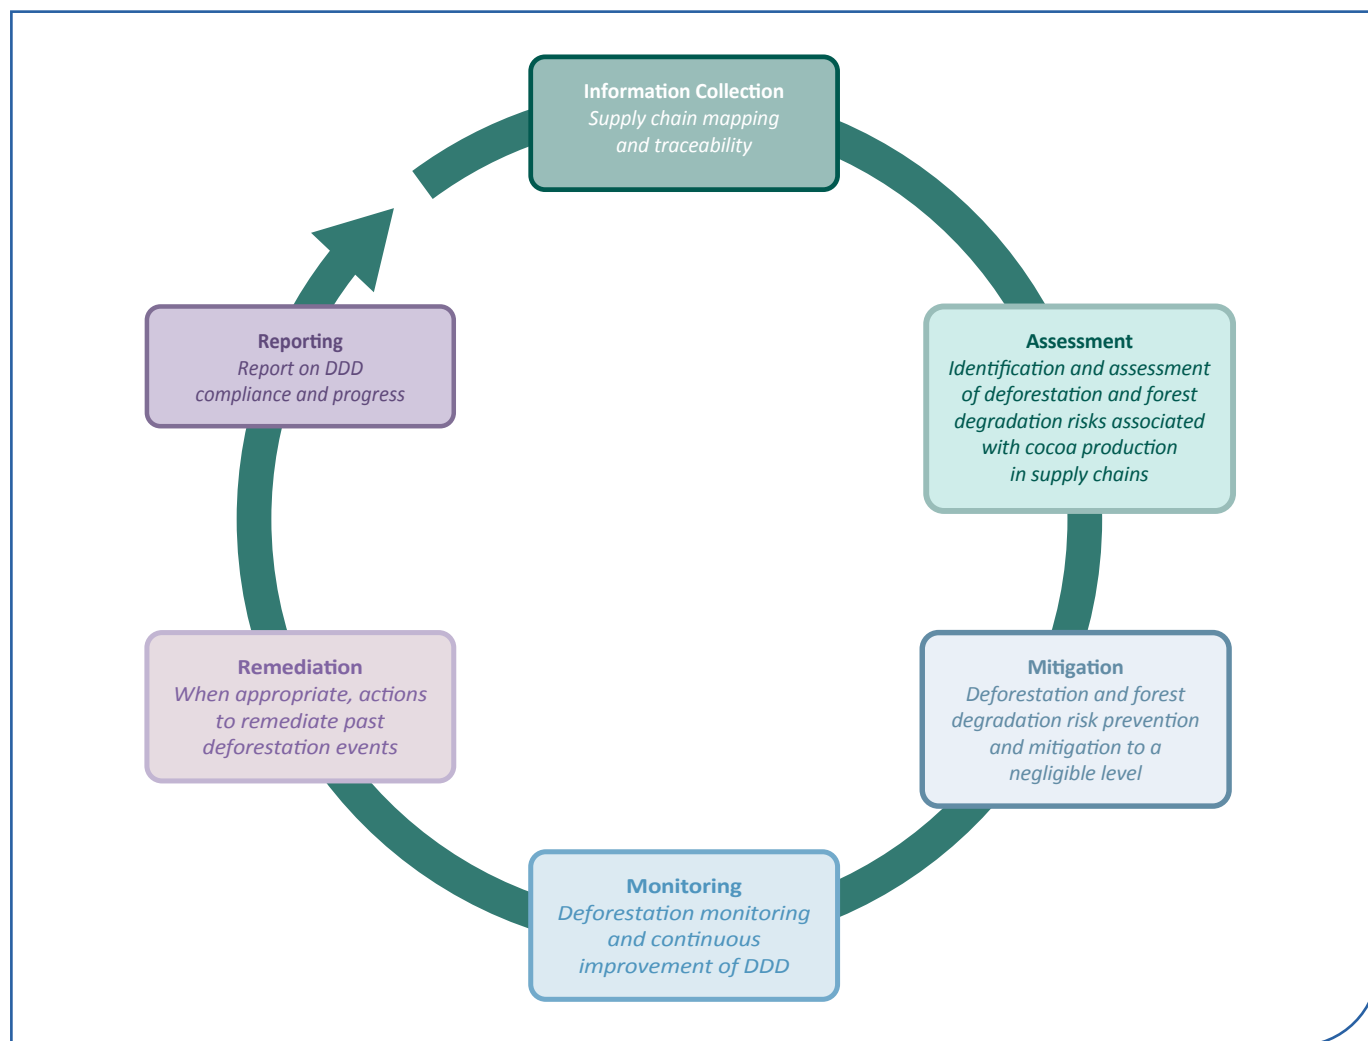 Information Collection
Supply chain mapping
and traceability
Assessment
Identification and assessment
of deforestation and forest
degradation risks associated
with cocoa production
in supply chains
Mitigation
Deforestation and forest
degradation risk prevention
and mitigation to a
negligible level
Monitoring
Deforestation monitoring
and continuous
improvement of DDD
Remediation
When appropriate, actions
to remediate past
deforestation events
Reporting
Report on DDD
compliance and progress